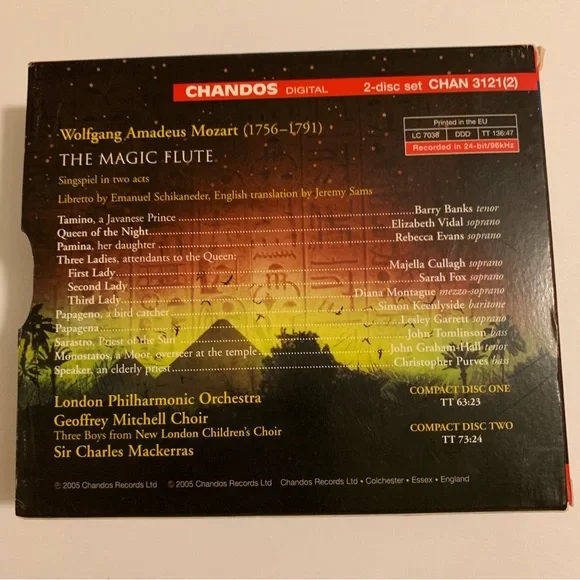 CHANDOS DIGITAL 2-disc set CHAN 3121(2)
Wolfgang Amadeus Mozart (1756–1791)
Printed in the EU
LC 7038 DDD TT 136:47
Recorded in 24-bit/96kHz
THE MAGIC FLUTE
Singspiel in two acts
Libretto by Emanuel Schikaneder, English translation by Jeremy Sams
Tamino, a Javanese Prince Barry Banks tenor
Queen of the Night Elizabeth Vidal soprano
Pamina, her daughter Rebecca Evans soprano
Three Ladies, attendants to the Queen:
First Lady Majella Cullagh soprano
Second Lady Sarah Fox soprano
Third Lady Diana Montague mezzo-soprano
Papageno, a bird catcher Simon Keenlyside baritone
Papagena Lesley Garrett soprano
Sarastro, Priest of the Sun John Tomlinson bass
Monostatos, a Moor, overseer at the temple John Graham-Hall tenor
Speaker, an elderly priest Christopher Purves bass
London Philharmonic Orchestra
Geoffrey Mitchell Choir
Three Boys from New London Children's Choir
Sir Charles Mackerras
COMPACT DISC ONE
TT 63:23
COMPACT DISC TWO
TT 73:24
℗ 2005 Chandos Records Ltd © 2005 Chandos Records Ltd Chandos Records Ltd • Colchester • Essex • England